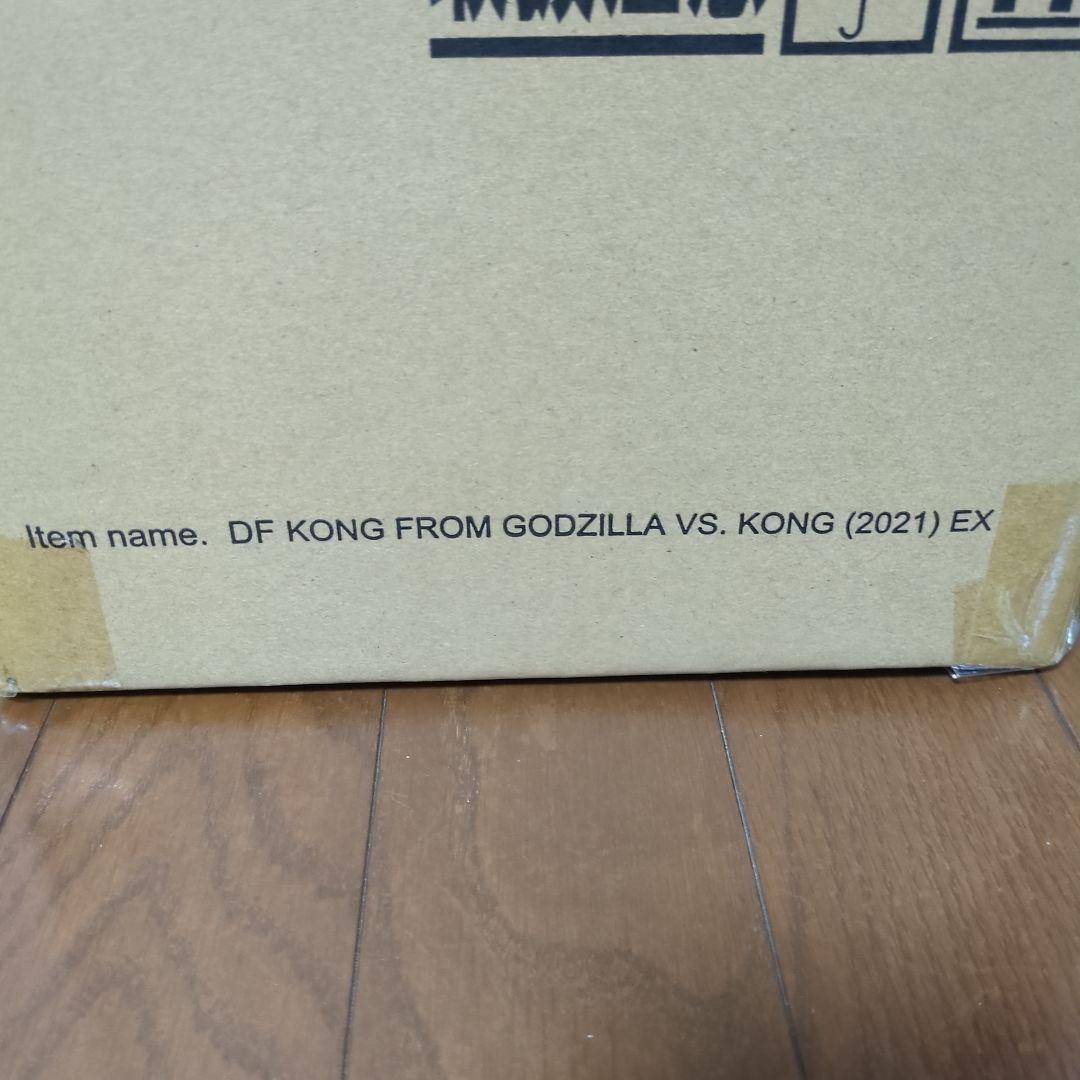 Item name. DF KONG FROM GODZILLA VS. KONG (2021) EX